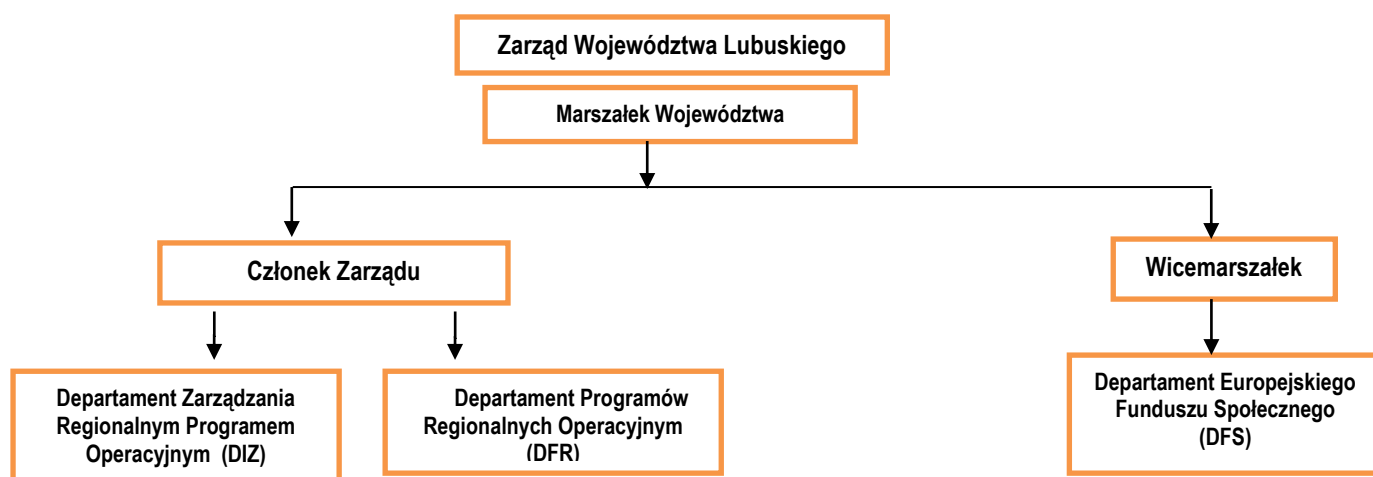 Zarząd Województwa Lubuskiego
Marszałek Województwa
Członek Zarządu
Wicemarszałek
Departament Zarządzania
Regionalnym Programem
Operacyjnym (DIZ)
Departament Programów
Regionalnych Operacyjnym
(DFR)
Departament Europejskiego
Funduszu Społecznego
(DFS)